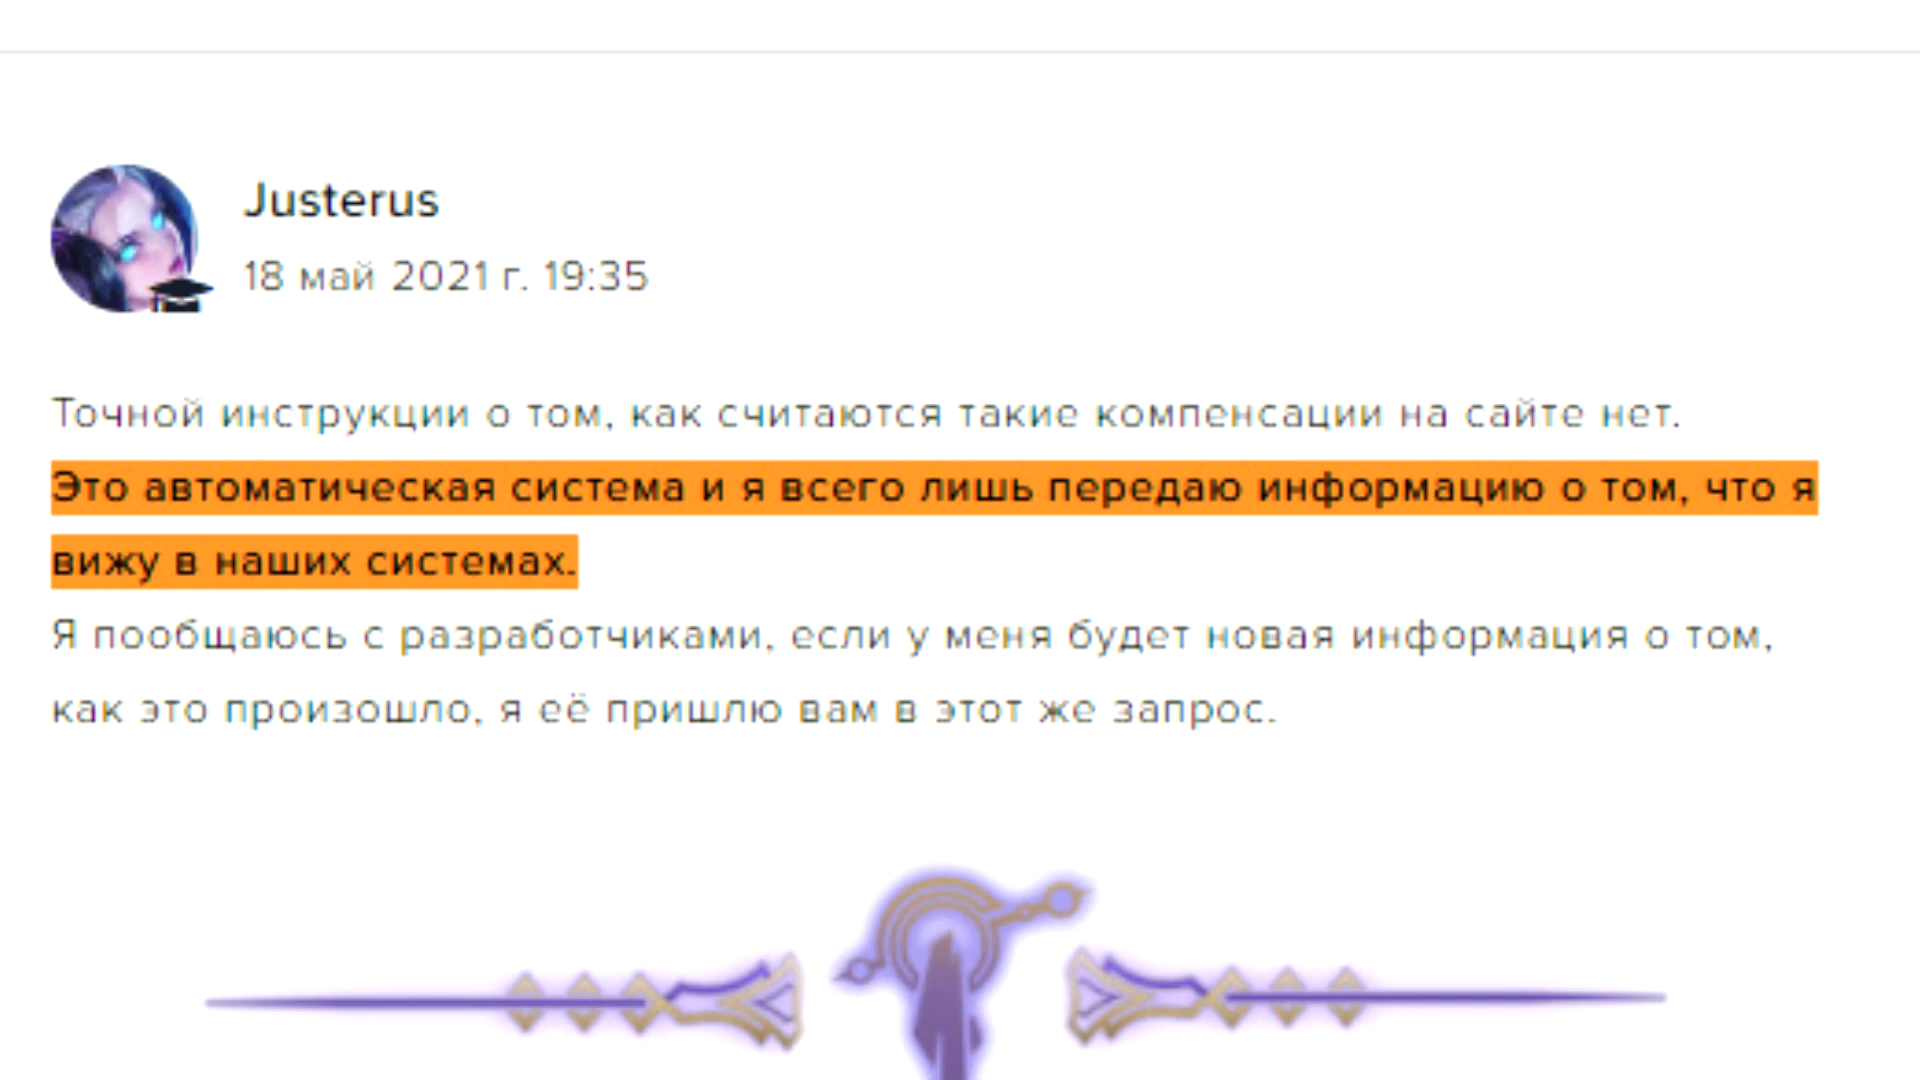 Justerus
18 май 2021 г. 19:35
Точной инструкции о том, как считаются такие компенсации на сайте нет.
Это автоматическая система и я всего лишь передаю информацию о том, что я
вижу в наших системах.
Я пообщаюсь с разработчиками, если у меня будет новая информация о том,
как это произошло, я её пришлю вам в этот же запрос.